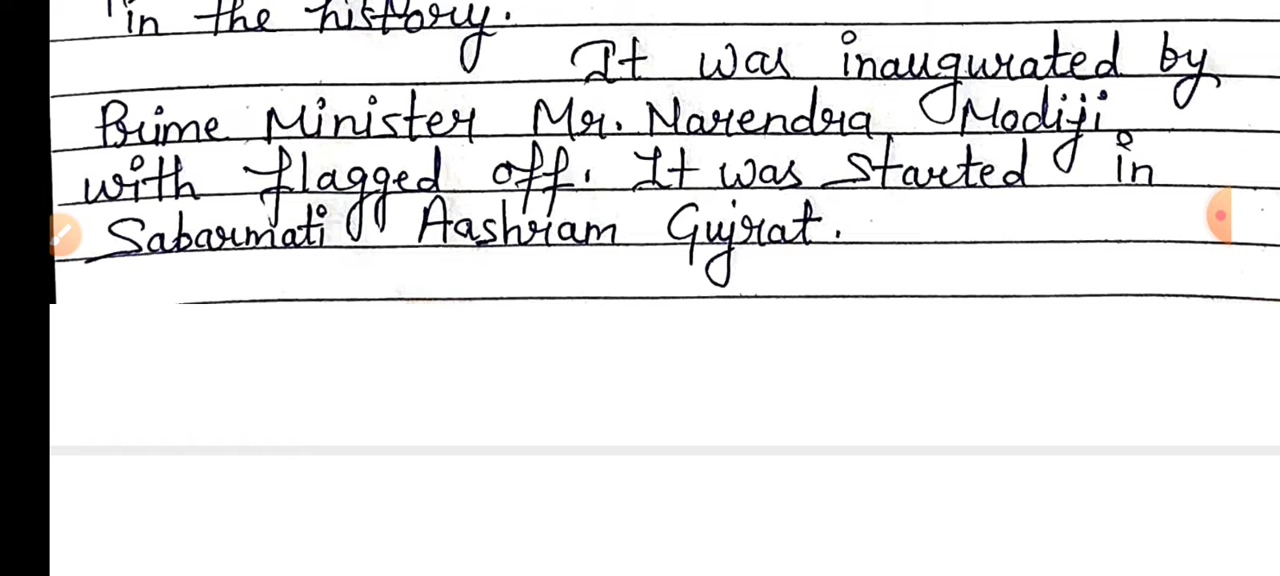 in the history.
It was inaugurated by
Prime Minister Mr. Narendra Modiji
with flagged off. It was started in
Sabarmati Aashram Gujrat.